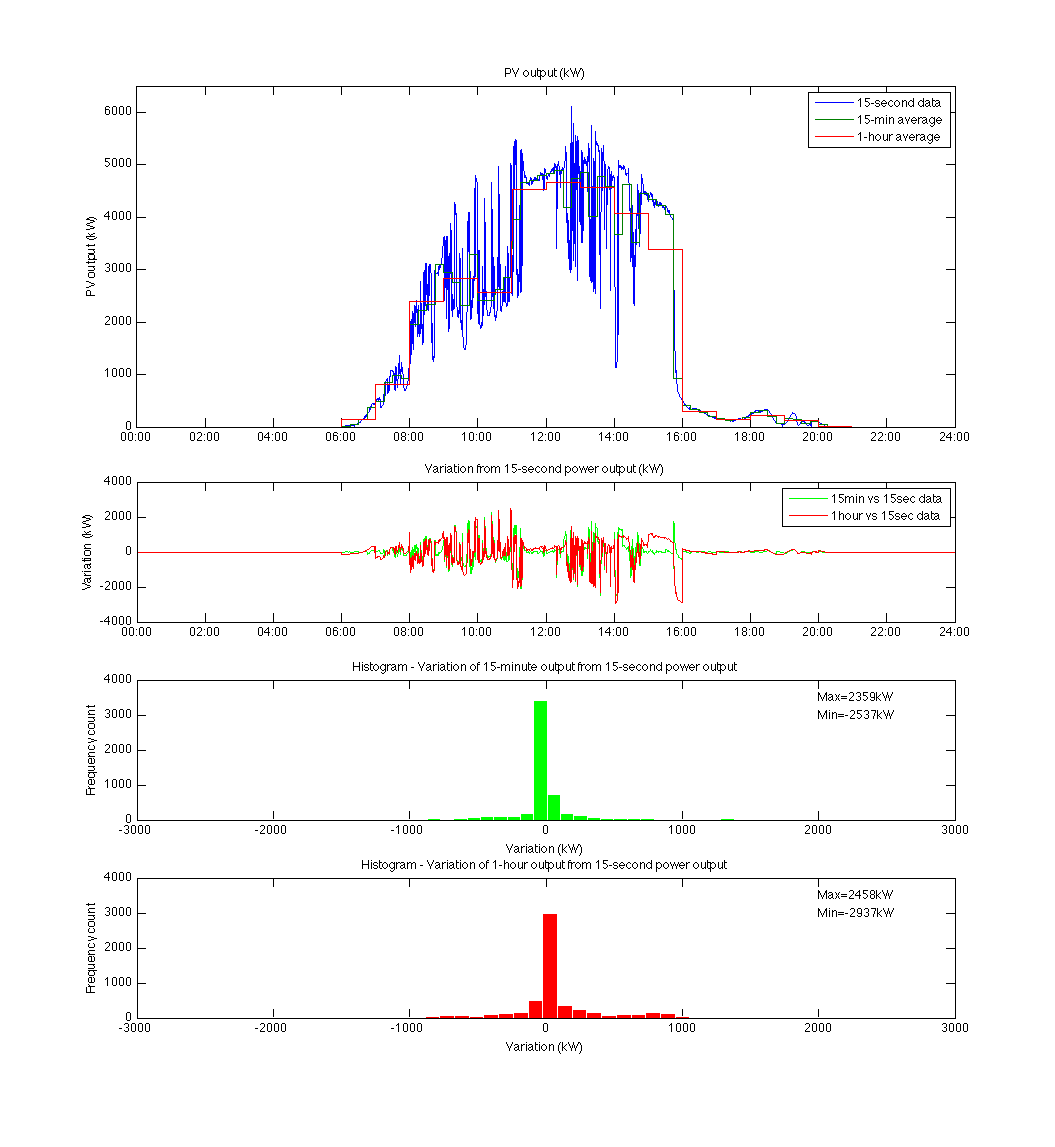 PV output (kW)
6000
5000
4000
3000
2000
1000
0
PV output (kW)
15-second data
15-min average
1-hour average
00:00 02:00 04:00 06:00 08:00 10:00 12:00 14:00 16:00 18:00 20:00 22:00 24:00
Variation from 15-second power output (kW)
4000
2000
0
-2000
-4000
Variation (kW)
15min vs 15sec data
1hour vs 15sec data
00:00 02:00 04:00 06:00 08:00 10:00 12:00 14:00 16:00 18:00 20:00 22:00 24:00
Histogram - Variation of 15-minute output from 15-second power output
4000
3000
2000
1000
0
Frequency count
Max=2359kW
Min=-2537kW
-3000 -2000 -1000 0 1000 2000 3000
Variation (kW)
Histogram - Variation of 1-hour output from 15-second power output
4000
3000
2000
1000
0
Frequency count
Max=2458kW
Min=-2937kW
-3000 -2000 -1000 0 1000 2000 3000
Variation (kW)